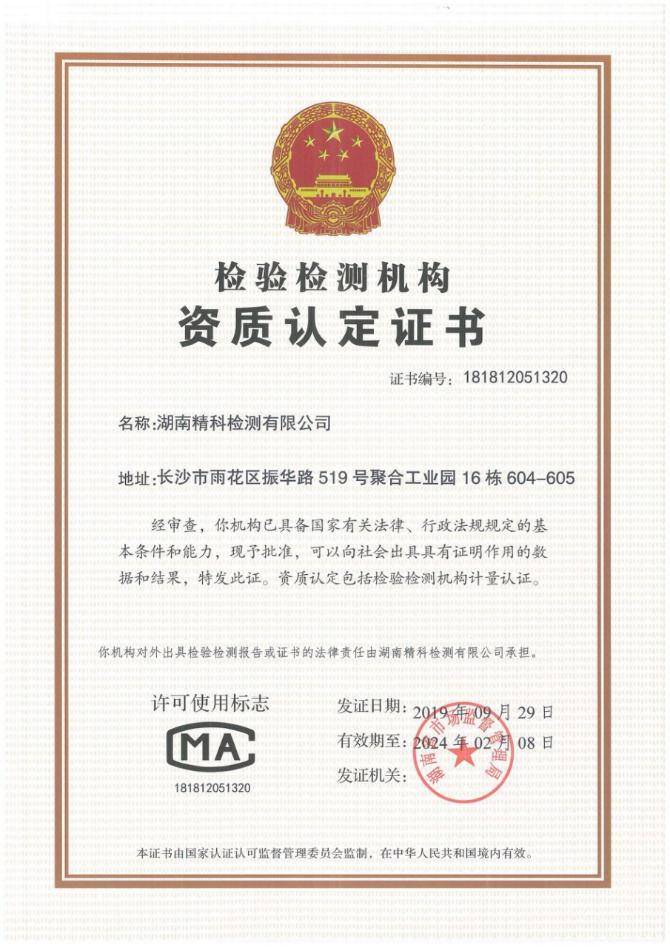 检验检测机构
资质认定证书
证书编号：181812051320
名称:湖南精科检测有限公司
地址:长沙市雨花区振华路 519 号聚合工业园 16 栋 604-605
经审查，你机构已具备国家有关法律、行政法规规定的基
本条件和能力，现予批准，可以向社会出具具有证明作用的数
据和结果，特发此证。资质认定包括检验检测机构计量认证。
你机构对外出具检验检测报告或证书的法律责任由湖南精科检测有限公司承担。
许可使用标志
MA
181812051320
发证日期：2019 年 09 月 29 日
有效期至：2024 年 02 月 08 日
发证机关：
湖南省市场监督管理局
本证书由国家认证认可监督管理委员会监制，在中华人民共和国境内有效。